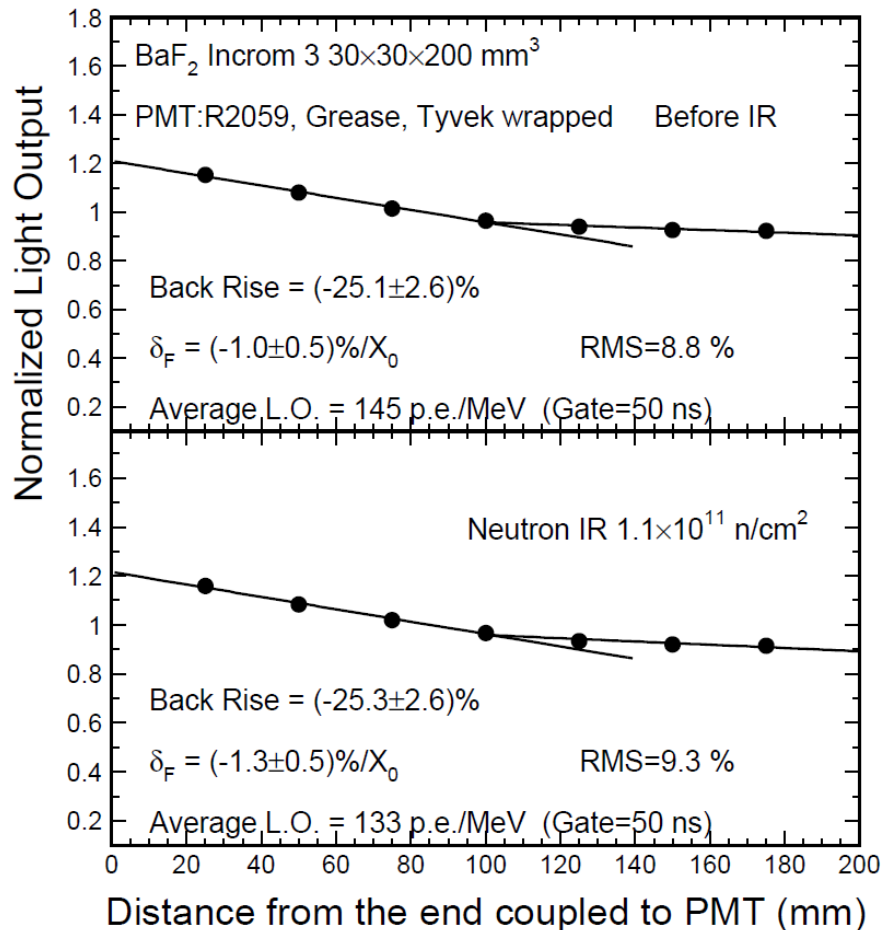 Normalized Light Output
1.8
1.6
1.4
1.2
1
0.8
0.6
0.4
0.2
BaF₂ Incrom 3 30×30×200 mm³
PMT:R2059, Grease, Tyvek wrapped Before IR
Back Rise = (-25.1±2.6)%
δ_F = (-1.0±0.5)%/X₀ RMS=8.8 %
Average L.O. = 145 p.e./MeV (Gate=50 ns)
1.6
1.4
1.2
1
0.8
0.6
0.4
0.2
Neutron IR 1.1×10¹¹ n/cm²
Back Rise = (-25.3±2.6)%
δ_F = (-1.3±0.5)%/X₀ RMS=9.3 %
Average L.O. = 133 p.e./MeV (Gate=50 ns)
0 20 40 60 80 100 120 140 160 180 200
Distance from the end coupled to PMT (mm)